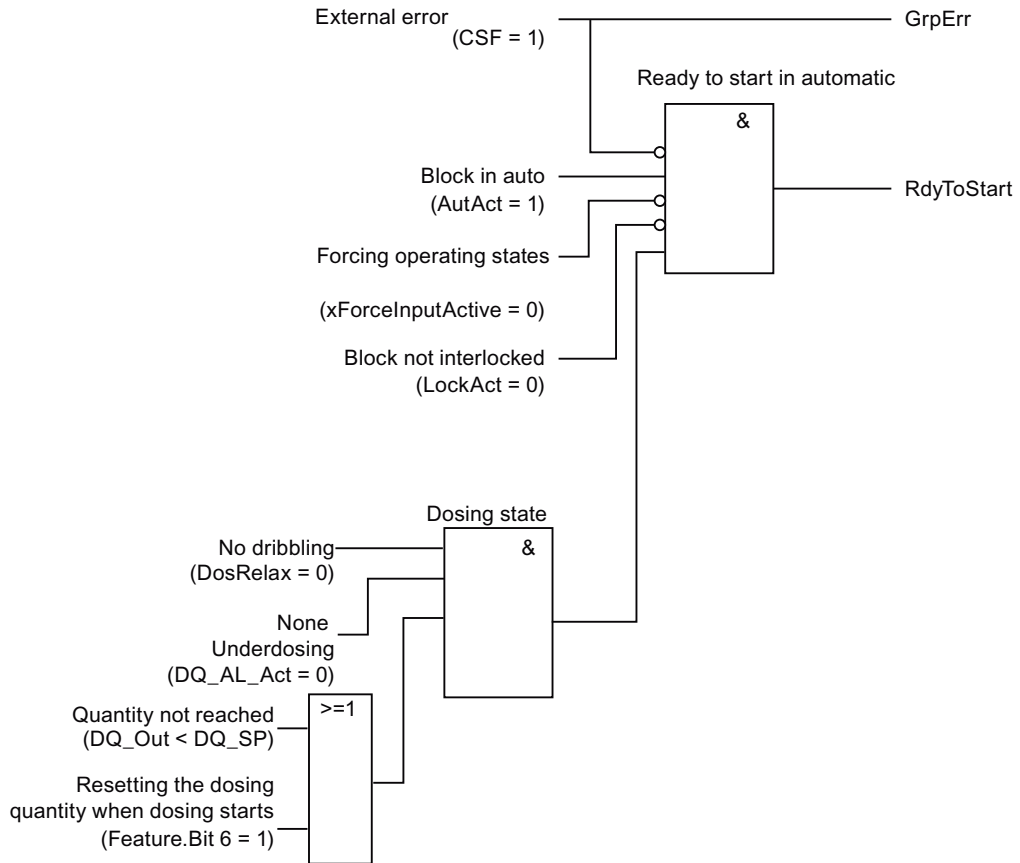 External error
(CSF = 1)
GrpErr
Ready to start in automatic
&
Block in auto
(AutAct = 1)
RdyToStart
Forcing operating states
(xForceInputActive = 0)
Block not interlocked
(LockAct = 0)
Dosing state
&
No dribbling
(DosRelax = 0)
None
Underdosing
(DQ_AL_Act = 0)
>=1
Quantity not reached
(DQ_Out < DQ_SP)
Resetting the dosing
quantity when dosing starts
(Feature.Bit 6 = 1)